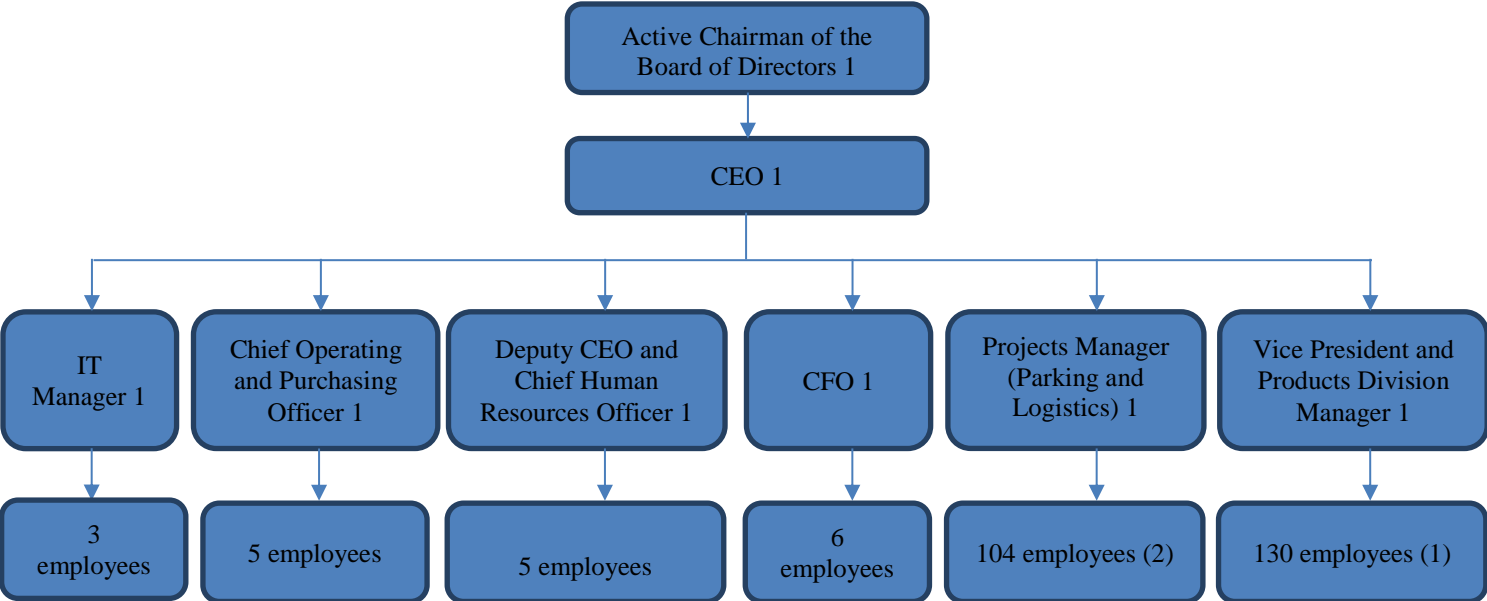 Active Chairman of the
Board of Directors 1
CEO 1
IT
Manager 1
Chief Operating
and Purchasing
Officer 1
Deputy CEO and
Chief Human
Resources Officer 1
CFO 1
Projects Manager
(Parking and
Logistics) 1
Vice President and
Products Division
Manager 1
3
employees
5 employees
5 employees
6
employees
104 employees (2)
130 employees (1)